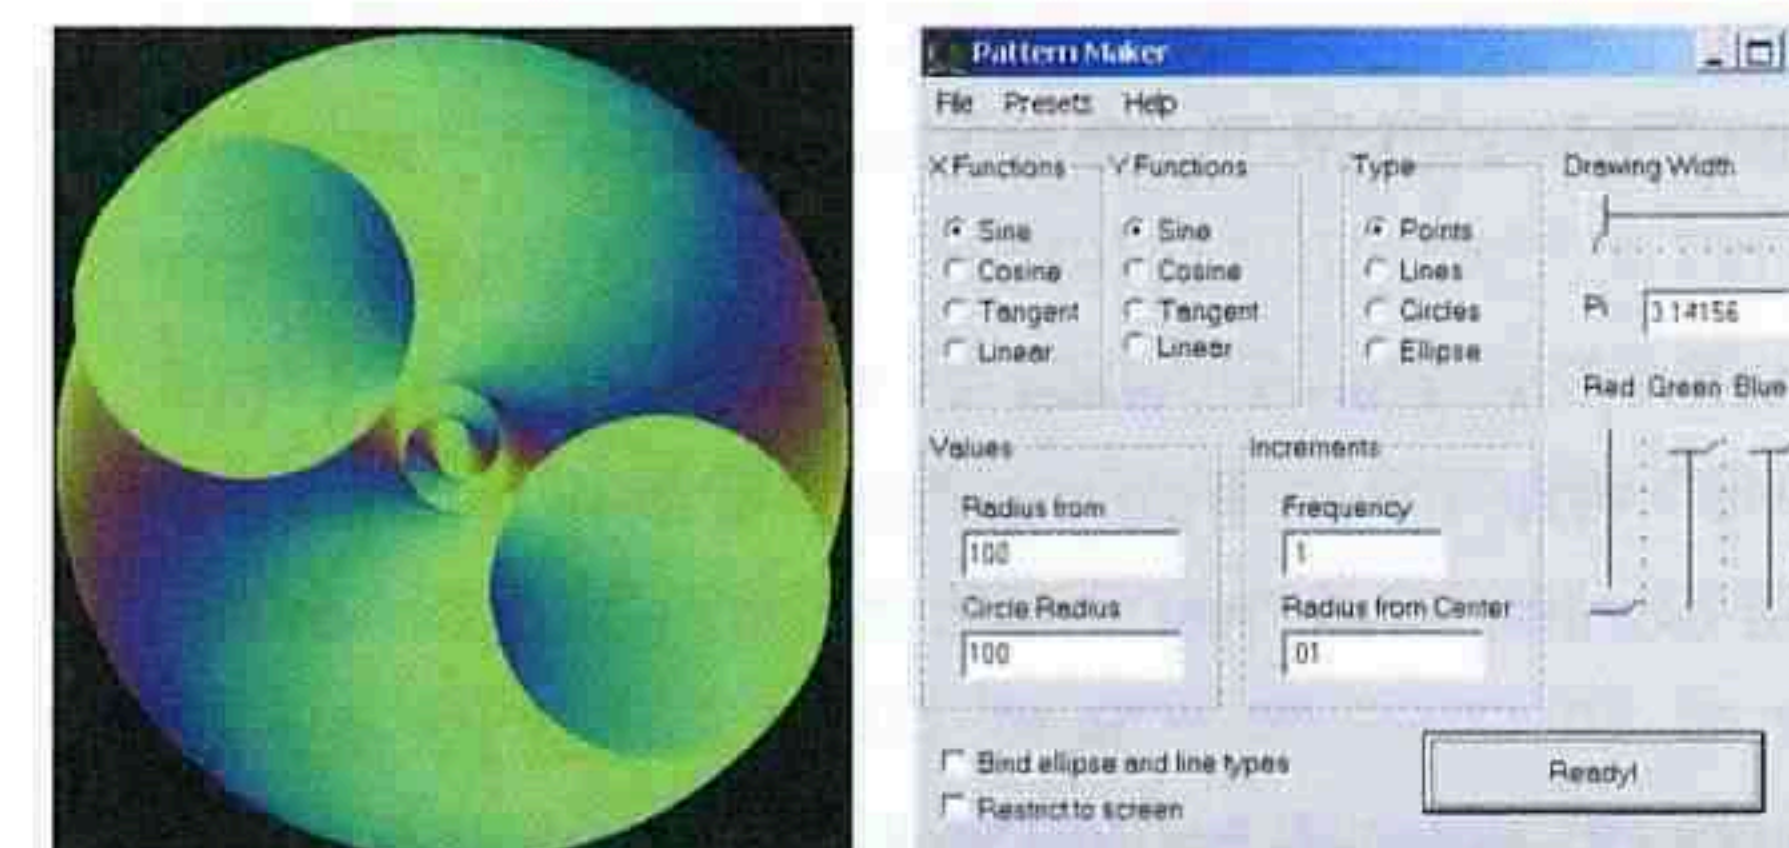 Pattern Maker
File Presets Help
X Functions Y Functions Type Drawing Width
Sine Sine Points
Cosine Cosine Lines
Tangent Tangent Circles
Linear Linear Ellipse
Pi 3.14156
Red Green Blue
Values Increments
Radius from Frequency
100 1
Circle Radius Radius from Center
100 .01
Bind ellipse and line types
Restrict to screen
Ready!